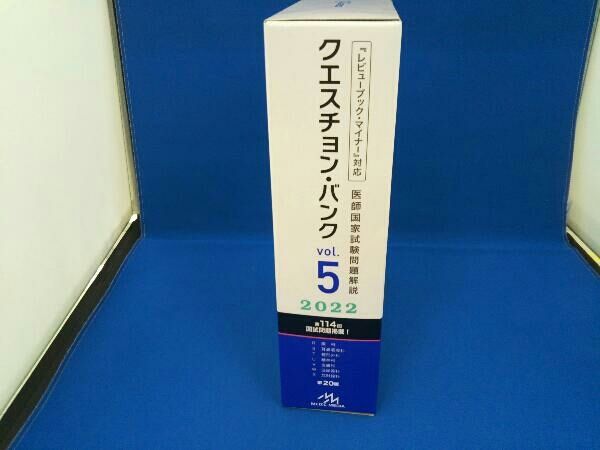 『レビューブック・マイナー』対応
クエスチョン・バンク
医師国家試験問題解説
vol.
5
2022
第114回
国試問題掲載！
第20版
MEDIC MEDIA